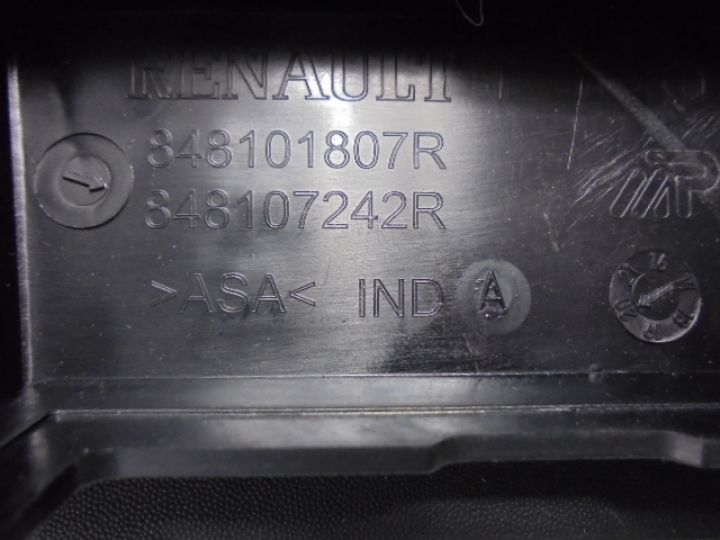 RENAULT
848101807R
848107242R
>ASA< IND A